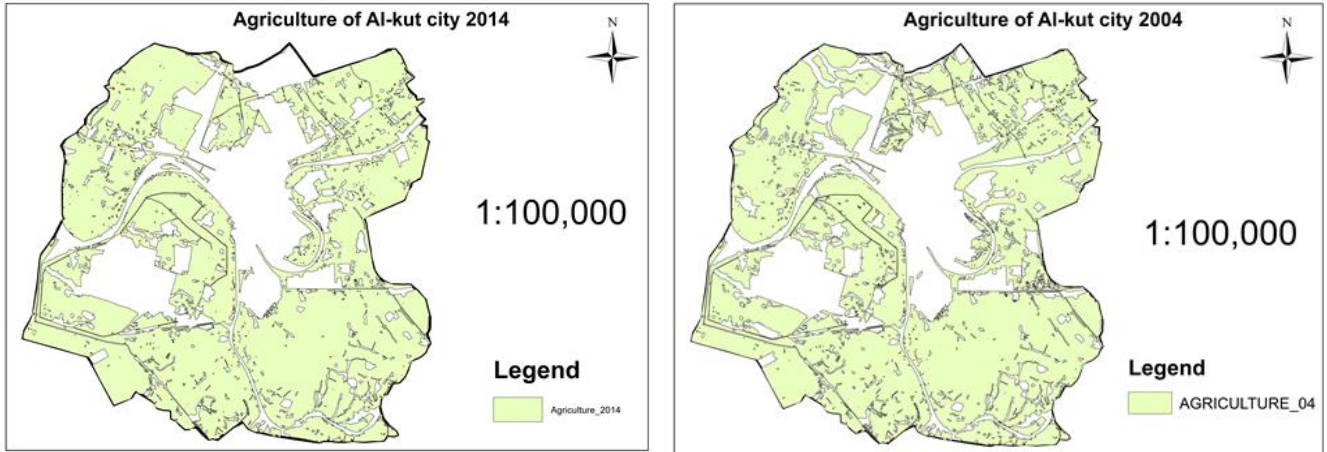 Agriculture of Al-kut city 2014
N
1:100,000
Legend
Agriculture_2014
Agriculture of Al-kut city 2004
N
1:100,000
Legend
AGRICULTURE_04